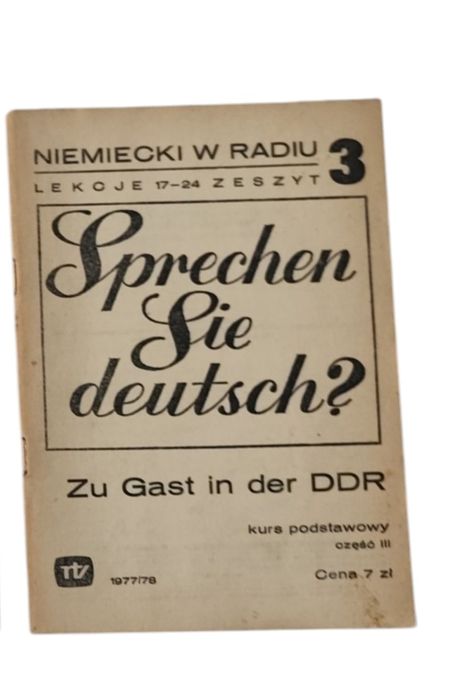 NIEMIECKI W RADIU 3
LEKCJE 17-24 ZESZYT
Sprechen
Sie
deutsch?
Zu Gast in der DDR
kurs podstawowy
część III
rtv 1977/78
Cena 7 zł